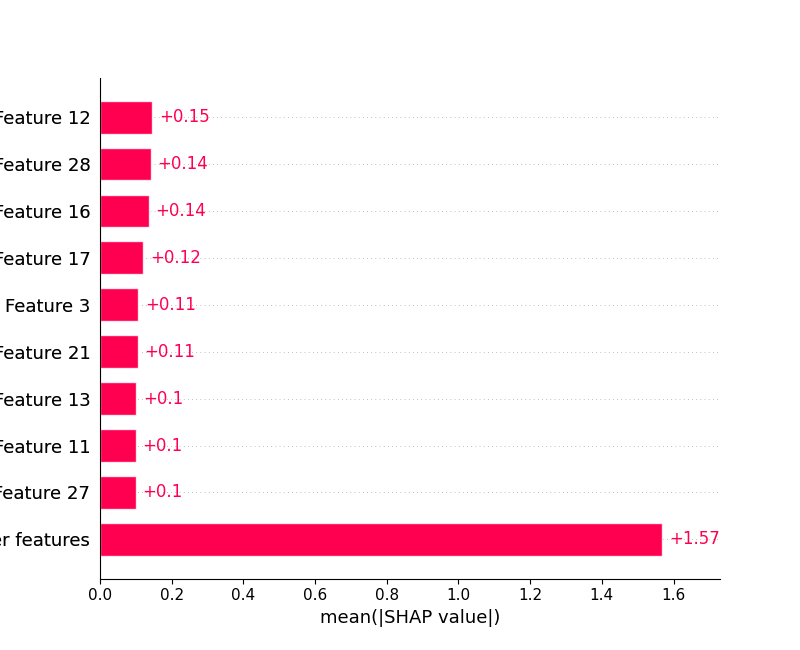 Feature 12 +0.15
Feature 28 +0.14
Feature 16 +0.14
Feature 17 +0.12
Feature 3 +0.11
Feature 21 +0.11
Feature 13 +0.1
Feature 11 +0.1
Feature 27 +0.1
er features +1.57
0.0 0.2 0.4 0.6 0.8 1.0 1.2 1.4 1.6
mean(|SHAP value|)